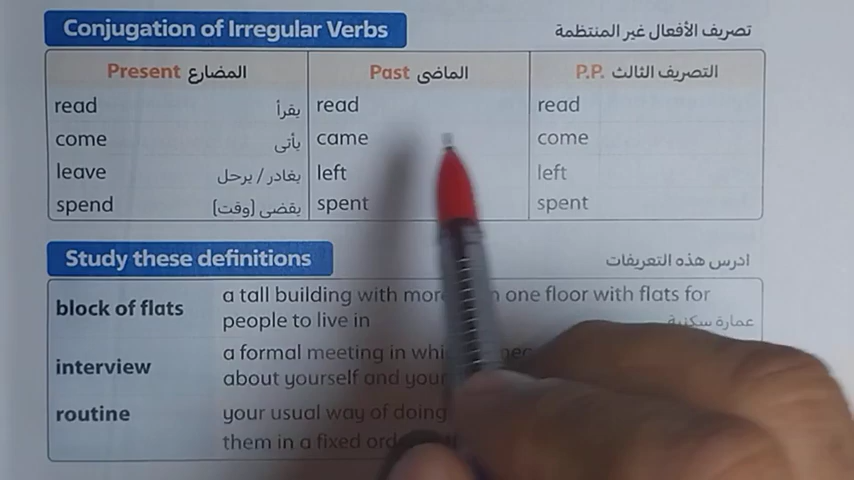 Conjugation of Irregular Verbs تصريف الأفعال غير المنتظمة
Present المضارع Past الماضى P.P. التصريف الثالث
read يقرأ read read
come يأتى came come
leave يغادر / يرحل left left
spend يقضى (وقت) spent spent
Study these definitions ادرس هذه التعريفات
block of flats a tall building with more one floor with flats for
people to live in عمارة سكنية
interview a formal meeting in
about yourself and your
routine your usual way of doing
them in a fixed